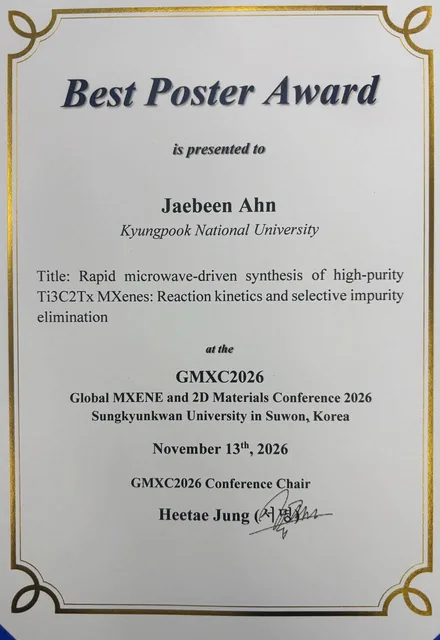 Best Poster Award
is presented to
Jaebeen Ahn
Kyungpook National University
Title: Rapid microwave-driven synthesis of high-purity
Ti3C2Tx MXenes: Reaction kinetics and selective impurity
elimination
at the
GMXC2026
Global MXENE and 2D Materials Conference 2026
Sungkyunkwan University in Suwon, Korea
November 13th, 2026
GMXC2026 Conference Chair
Heetae Jung (서명)